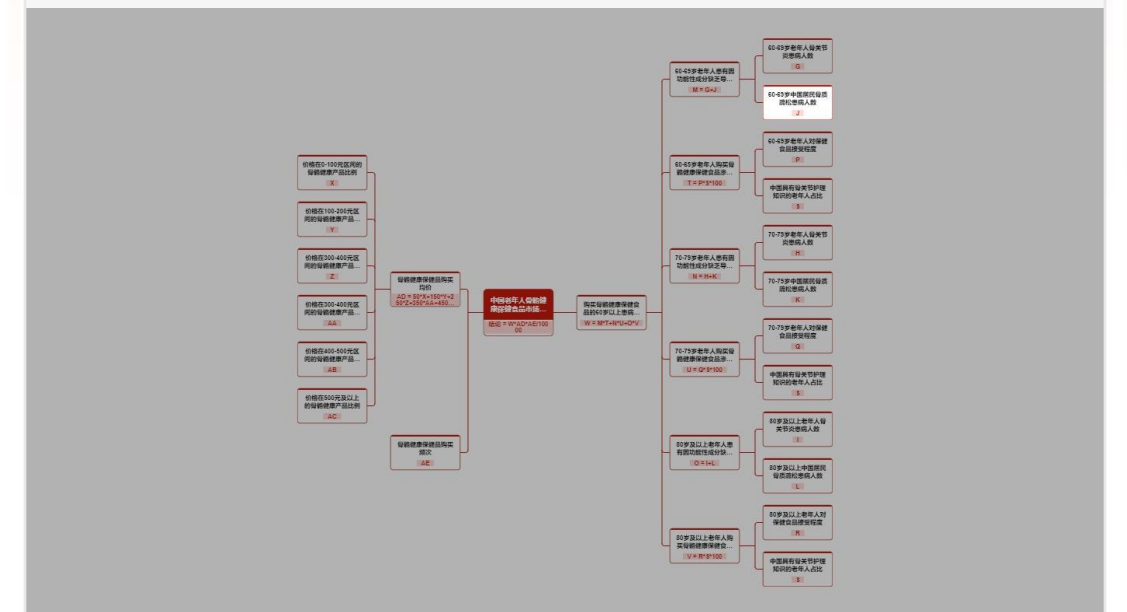 价格在0-100元区间的
骨骼健康产品比例
X
价格在100-200元区
间的骨骼健康产品...
Y
价格在300-400元区
间的骨骼健康产品...
Z
价格在300-400元区
间的骨骼健康产品...
AA
价格在400-500元区
间的骨骼健康产品...
AB
价格在500元及以上
的骨骼健康产品比例
AC
骨骼健康保健品购买
均价
AD = 50*X+150*Y+2
50*Z+350*AA+450...
骨骼健康保健品购买
频次
AE
中国老年人骨骼健
康保健食品市场...
结论 = W*AD*AE/100
00
购买骨骼健康保健食
品的60岁以上患病...
W = M*T+N*U+O*V
60-69岁老年人患有因
功能性成分缺乏导...
M = G+J
60-69岁老年人骨关节
炎患病人数
G
60-69岁中国居民骨质
疏松患病人数
J
60-69岁老年人购买骨
骼健康保健食品渗...
T = P*S*100
60-69岁老年人对保健
食品接受程度
P
中国拥有骨关节护理
知识的老年人占比
S
70-79岁老年人患有因
功能性成分缺乏导...
N = H+K
70-79岁老年人骨关节
炎患病人数
H
70-79岁中国居民骨质
疏松患病人数
K
70-79岁老年人购买骨
骼健康保健食品渗...
U = Q*S*100
70-79岁老年人对保健
食品接受程度
Q
中国拥有骨关节护理
知识的老年人占比
S
80岁及以上老年人患
有因功能性成分缺...
O = I+L
80岁及以上老年人骨
关节炎患病人数
I
80岁及以上中国居民
骨质疏松患病人数
L
80岁及以上老年人购
买骨骼健康保健食...
V = R*S*100
80岁及以上老年人对
保健食品接受程度
R
中国拥有骨关节护理
知识的老年人占比
S